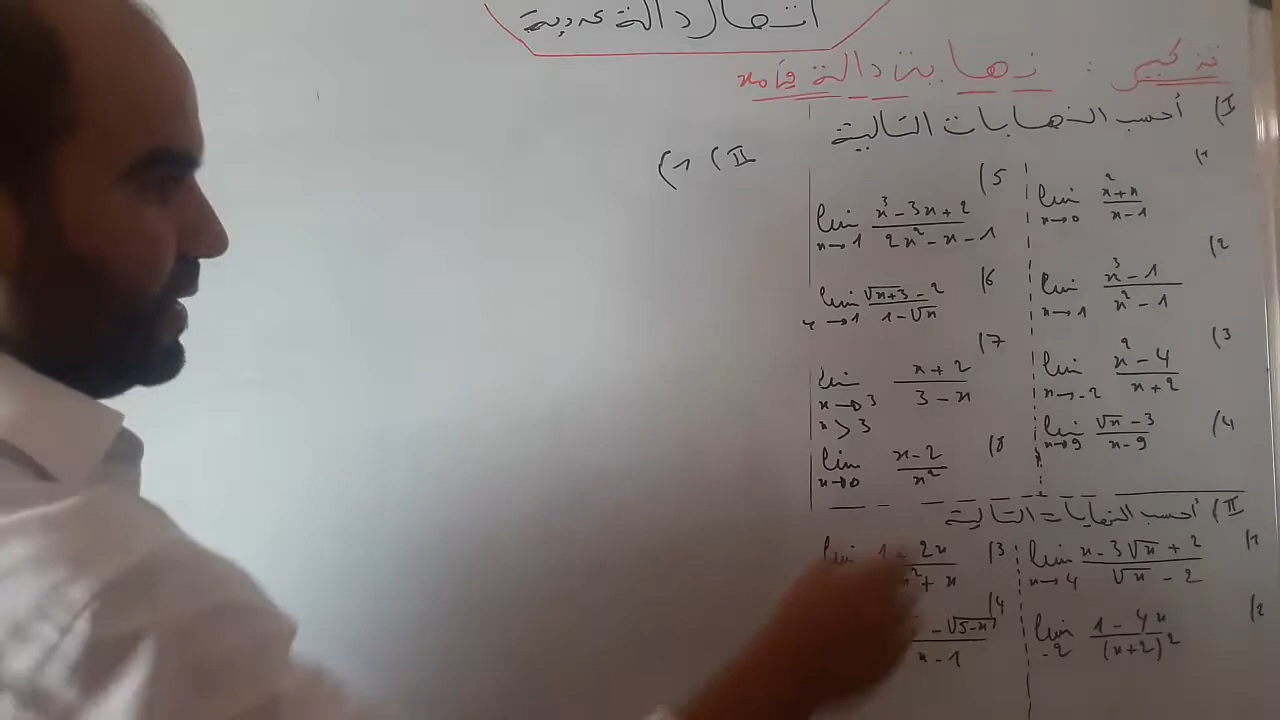 اتصال دالة عددية
تذكير : نهاية دالة في x₀
I) أحسب النهايات التالية
1) lim x→0 (x²+x)/(x-1)
2) lim x→1 (x³-1)/(x²-1)
3) lim x→-2 (x²-4)/(x+2)
4) lim x→9 (√x-3)/(x-9)
5) lim x→1 (x³-3x+2)/(2x²-x-1)
6) lim x→1 (√(x+3)-2)/(1-√x)
7) lim x→3 x>3 (x+2)/(3-x)
8) lim x→0 (x-2)/x²
II) أحسب النهايات التالية
1) lim x→4 (x-3√x+2)/(√x-2)
2) lim -2 (1-4x)/(x+2)²
3) lim (1-2x)/(x²+x)
4) -√(5-x) / (x-1)
II) 1)